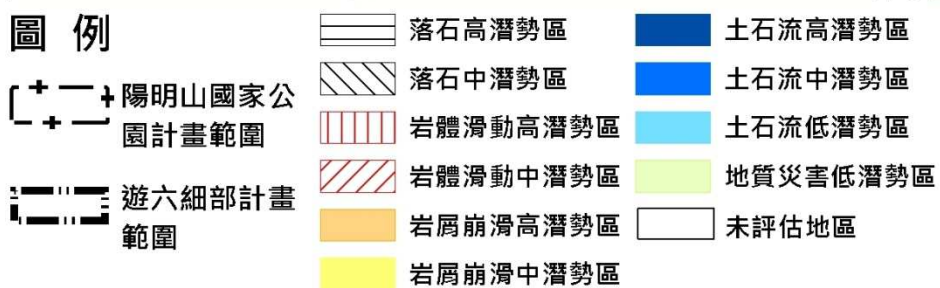 圖 例
陽明山國家公
園計畫範圍
遊六細部計畫
範圍
落石高潛勢區
落石中潛勢區
岩體滑動高潛勢區
岩體滑動中潛勢區
岩屑崩滑高潛勢區
岩屑崩滑中潛勢區
土石流高潛勢區
土石流中潛勢區
土石流低潛勢區
地質災害低潛勢區
未評估地區